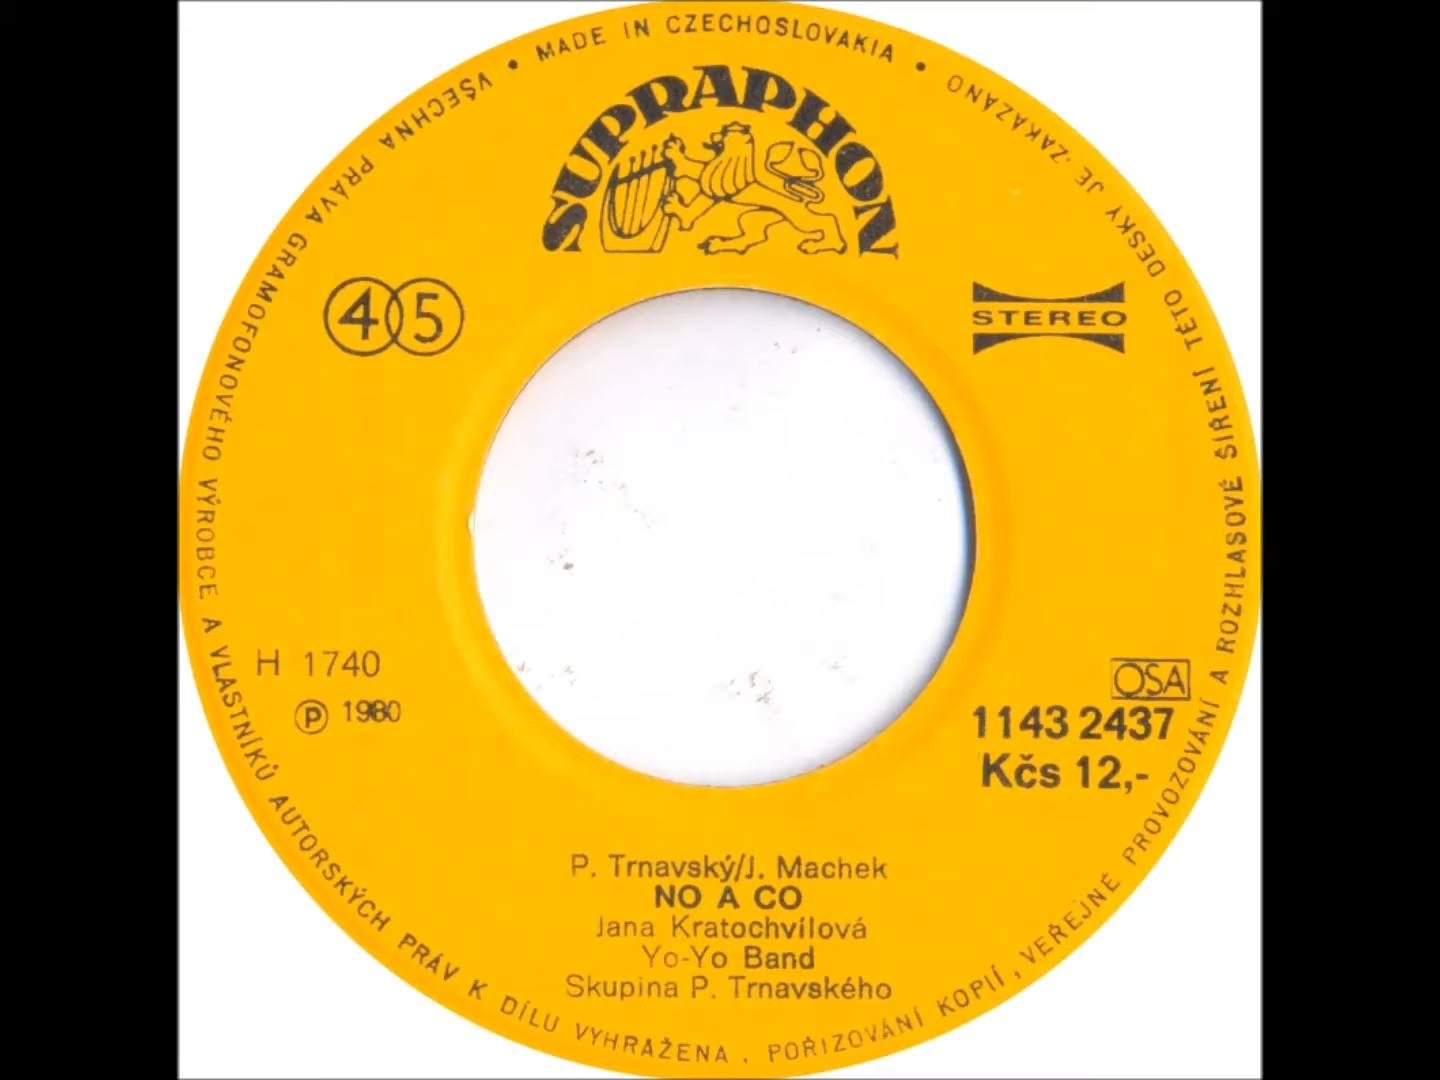 MADE IN CZECHOSLOVAKIA • VŠECHNA PRÁVA GRAMOFONOVÉHO VÝROBCE A VLASTNÍKŮ AUTORSKÝCH PRÁV K DÍLU VYHRAŽENA . POŘIZOVÁNÍ KOPIÍ , VEŘEJNÉ PROVOZOVÁNÍ A ROZHLASOVÉ ŠÍŘENÍ TÉTO DESKY JE ZAKÁZÁNO •
SUPRAPHON
45
STEREO
H 1740
Ⓟ 1980
OSA
1143 2437
Kčs 12,-
P. Trnavský/J. Machek
NO A CO
Jana Kratochvílová
Yo-Yo Band
Skupina P. Trnavského